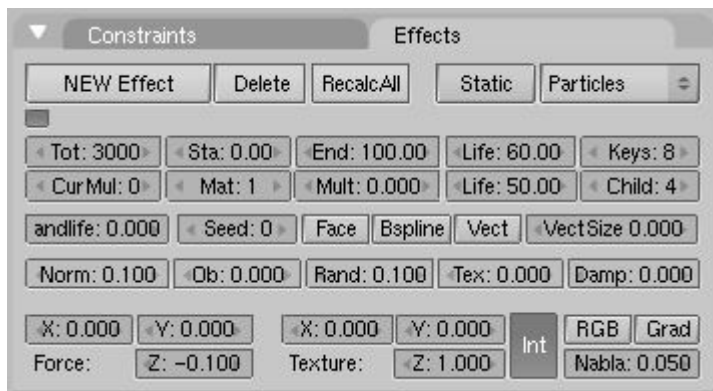 Constraints Effects
NEW Effect Delete RecalcAll Static Particles
Tot: 3000 Sta: 0.00 End: 100.00 Life: 60.00 Keys: 8
CurMul: 0 Mat: 1 Mult: 0.000 Life: 50.00 Child: 4
andlife: 0.000 Seed: 0 Face Bspline Vect VectSize 0.000
Norm: 0.100 Ob: 0.000 Rand: 0.100 Tex: 0.000 Damp: 0.000
X: 0.000 Y: 0.000 X: 0.000 Y: 0.000 Int RGB Grad
Force: Z: -0.100 Texture: Z: 1.000 Nabla: 0.050